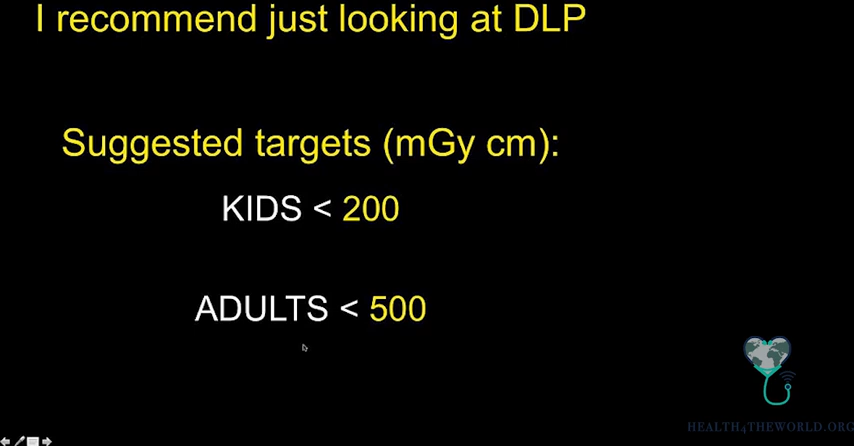 I recommend just looking at DLP
Suggested targets (mGy cm):
KIDS < 200
ADULTS < 500
HEALTH4THEWORLD.ORG